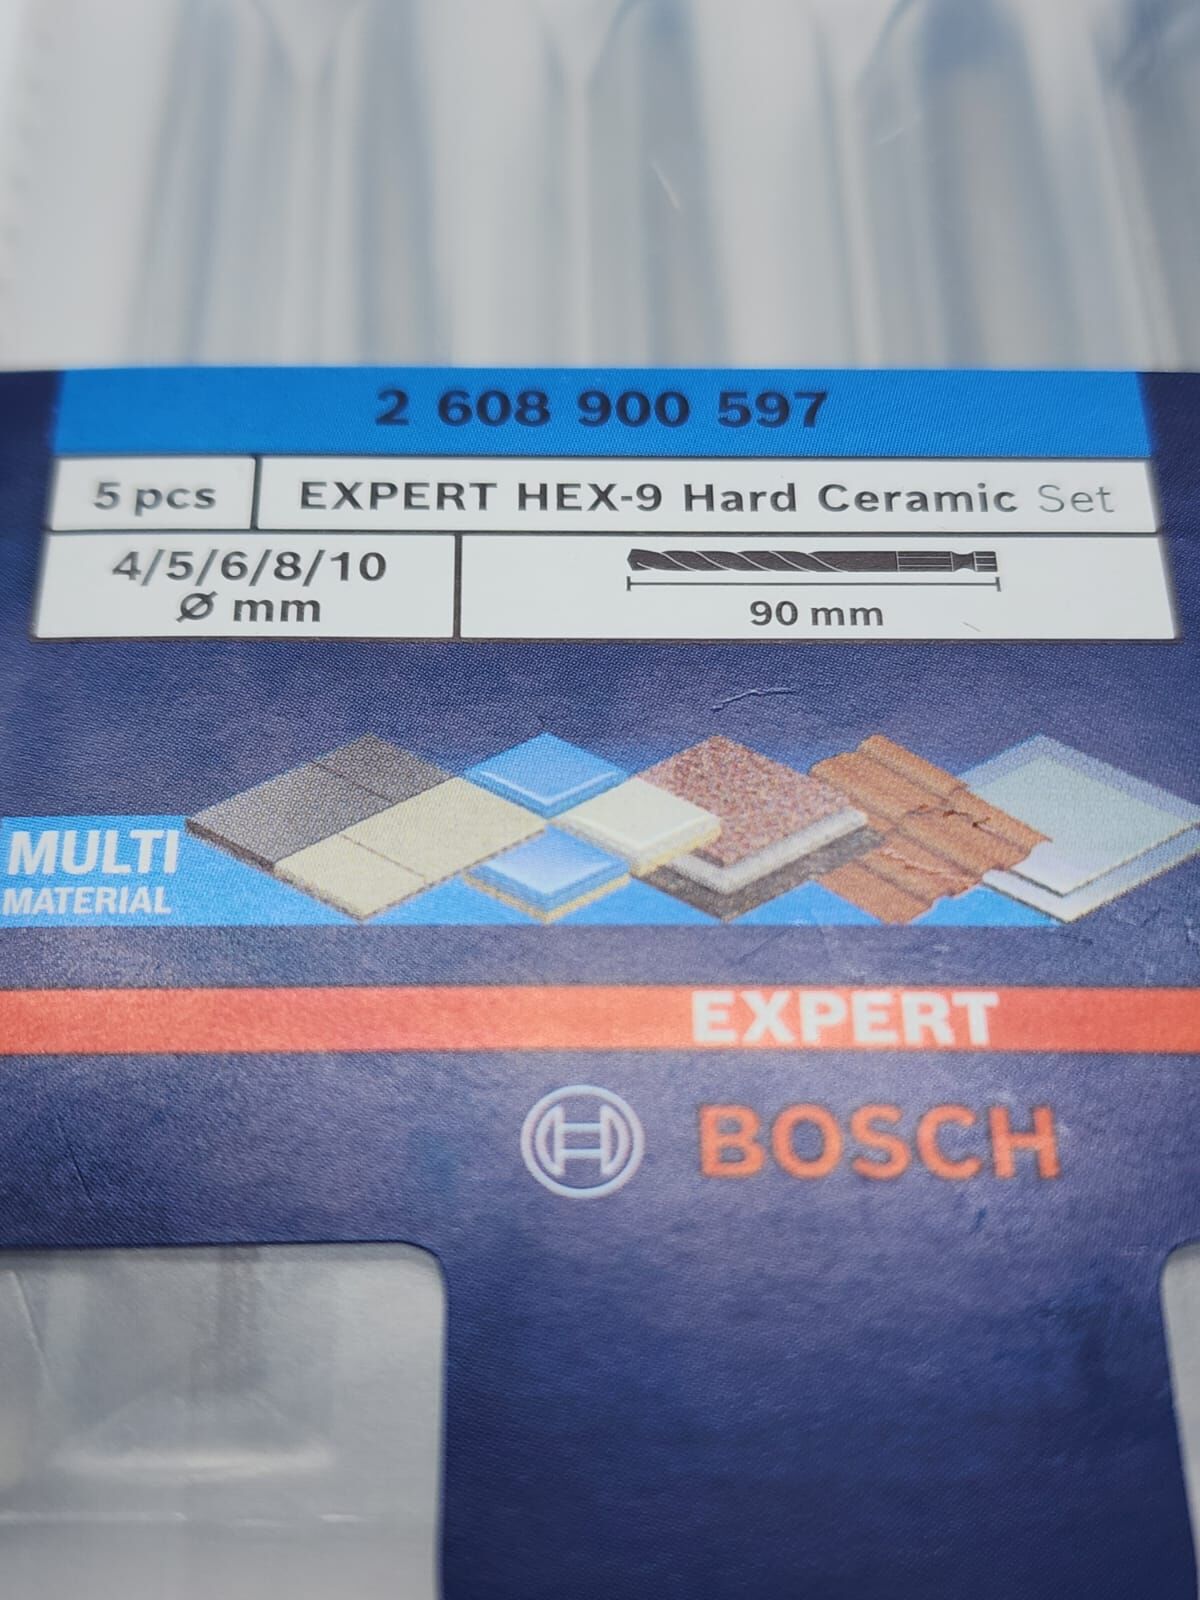 2 608 900 597
5 pcs EXPERT HEX-9 Hard Ceramic Set
4/5/6/8/10
Ø mm
90 mm
MULTI
MATERIAL
EXPERT
BOSCH